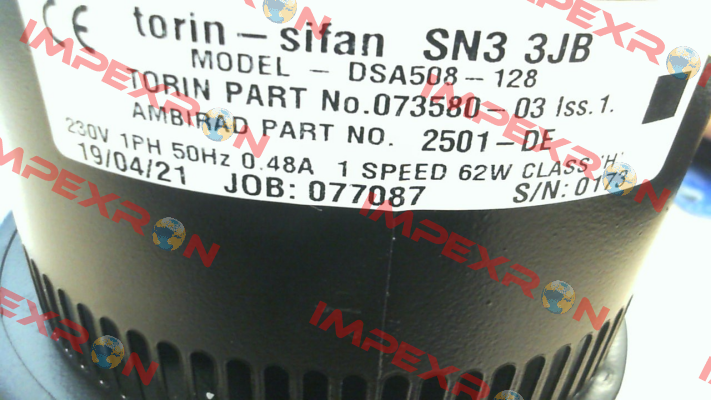 CE torin – sifan SN3 3JB
MODEL – DSA508 – 128
TORIN PART No.073580 – 03 Iss.1.
AMBIRAD PART NO. 2501 – DE
230V 1PH 50Hz 0.48A 1 SPEED 62W CLASS 'H'
19/04/21 JOB: 077087 S/N: 0173
IMPEXRON
IMPEXRON
IMPEXRON
IMPEXRON
IMPEXRON
IMPEXRON